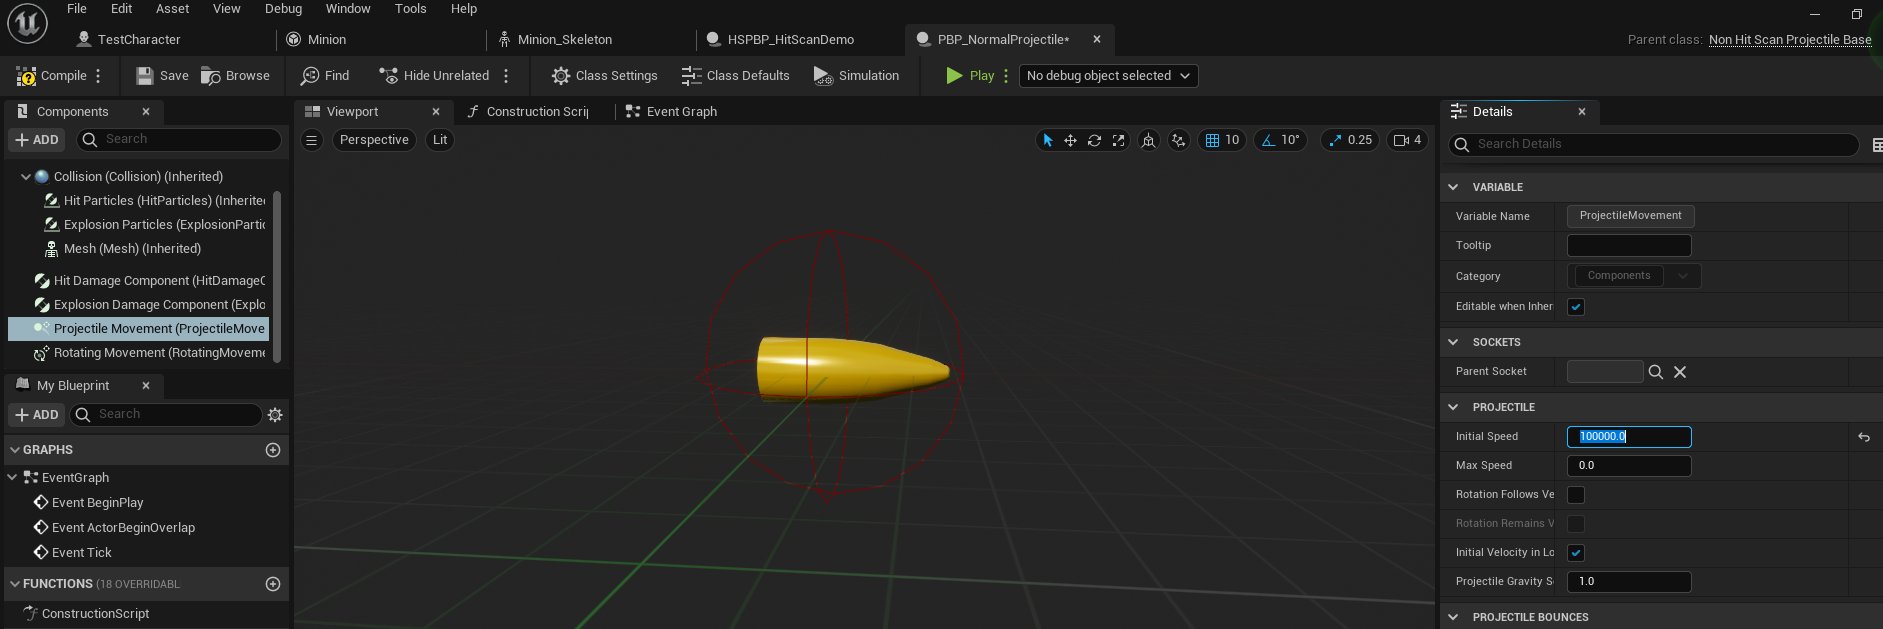 File Edit Asset View Debug Window Tools Help
TestCharacter Minion Minion_Skeleton HSPBP_HitScanDemo PBP_NormalProjectile*
Parent class: Non Hit Scan Projectile Base
Compile Save Browse Find Hide Unrelated Class Settings Class Defaults Simulation Play No debug object selected
Components
Viewport Construction Scrip Event Graph
Details
ADD Search
Perspective Lit
10 10° 0.25 4
Search Details
Collision (Collision) (Inherited)
Hit Particles (HitParticles) (Inherited
Explosion Particles (ExplosionPartic
Mesh (Mesh) (Inherited)
Hit Damage Component (HitDamageC
Explosion Damage Component (Explo
Projectile Movement (ProjectileMove
Rotating Movement (RotatingMoveme
My Blueprint
ADD Search
GRAPHS
EventGraph
Event BeginPlay
Event ActorBeginOverlap
Event Tick
FUNCTIONS (18 OVERRIDABL
ConstructionScript
VARIABLE
Variable Name ProjectileMovement
Tooltip
Category Components
Editable when Inher
SOCKETS
Parent Socket
PROJECTILE
Initial Speed 100000.0
Max Speed 0.0
Rotation Follows Ve
Rotation Remains V
Initial Velocity in Lo
Projectile Gravity S 1.0
PROJECTILE BOUNCES